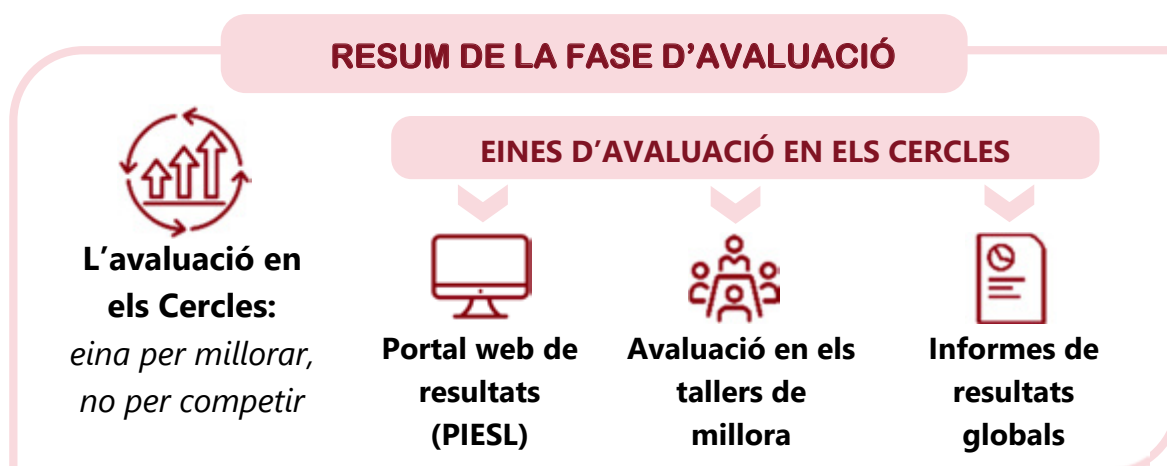 RESUM DE LA FASE D'AVALUACIÓ
EINES D'AVALUACIÓ EN ELS CERCLES
L'avaluació en
els Cercles:
eina per millorar,
no per competir
Portal web de
resultats
(PIESL)
Avaluació en els
tallers de
millora
Informes de
resultats
globals